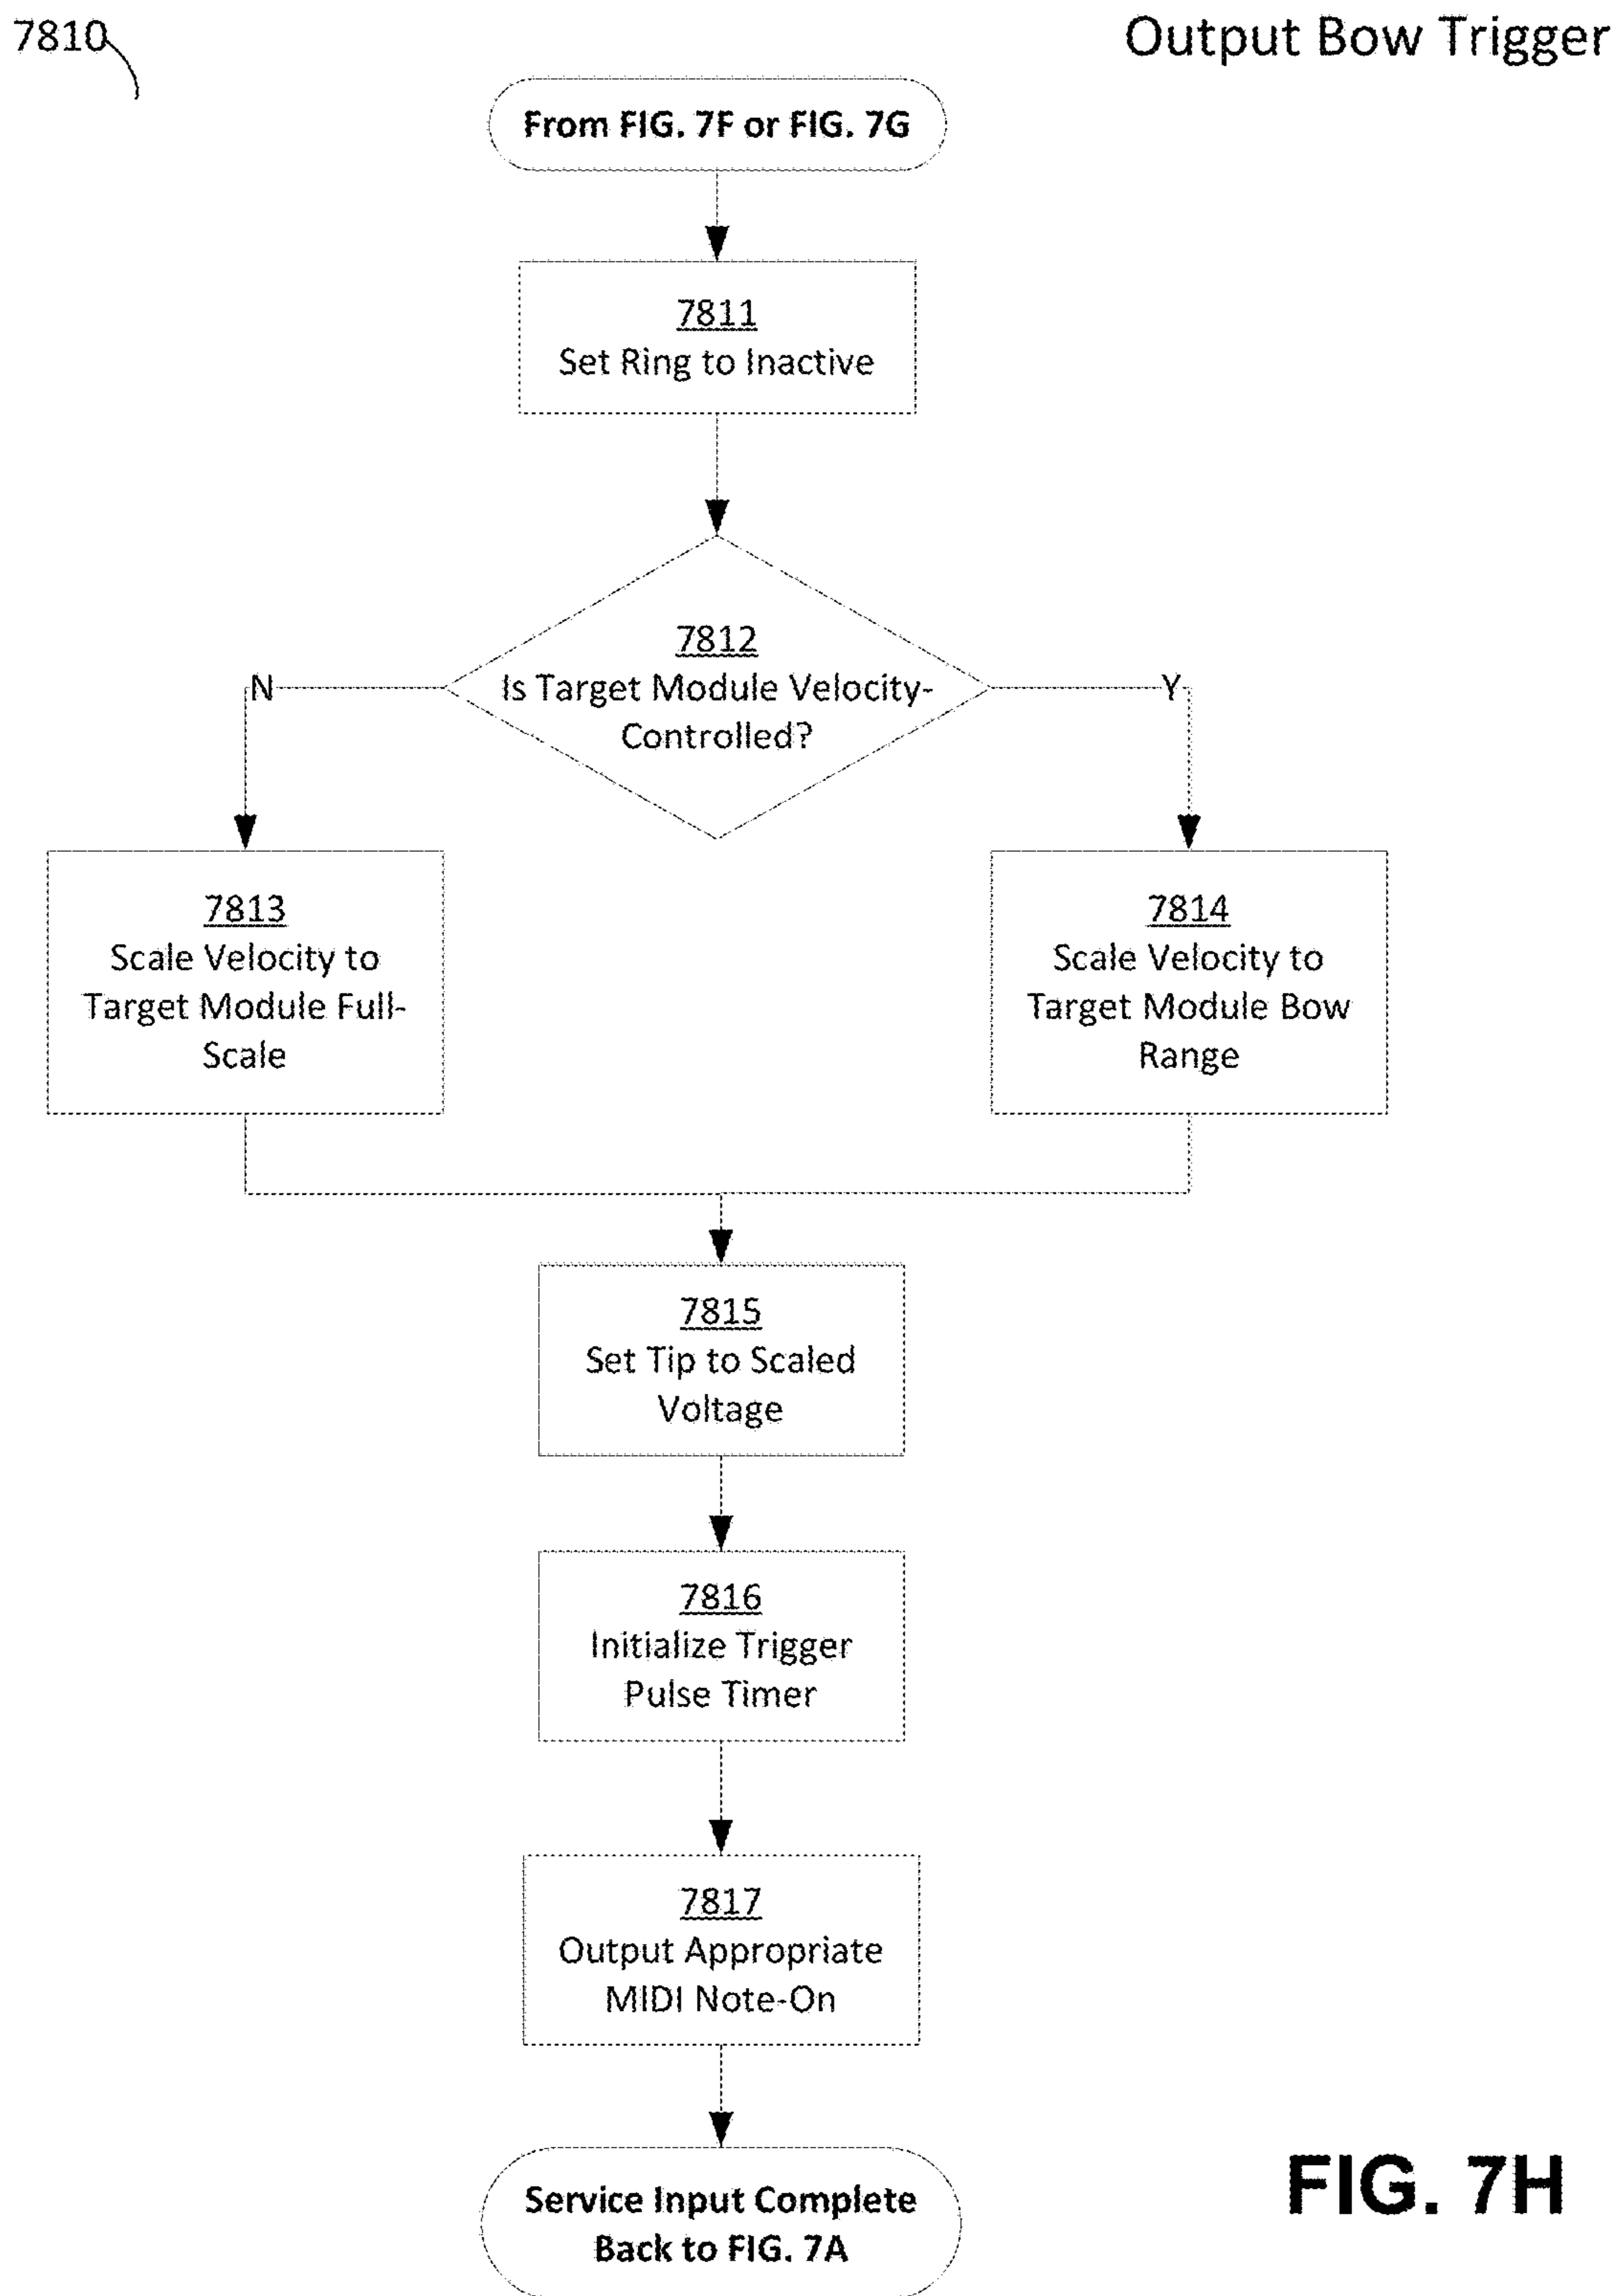 7810
Output Bow Trigger
From FIG. 7F or FIG. 7G
7811
Set Ring to Inactive
7812
Is Target Module Velocity-
Controlled?
N
Y
7813
Scale Velocity to
Target Module Full-
Scale
7814
Scale Velocity to
Target Module Bow
Range
7815
Set Tip to Scaled
Voltage
7816
Initialize Trigger
Pulse Timer
7817
Output Appropriate
MIDI Note-On
Service Input Complete
Back to FIG. 7A
FIG. 7H